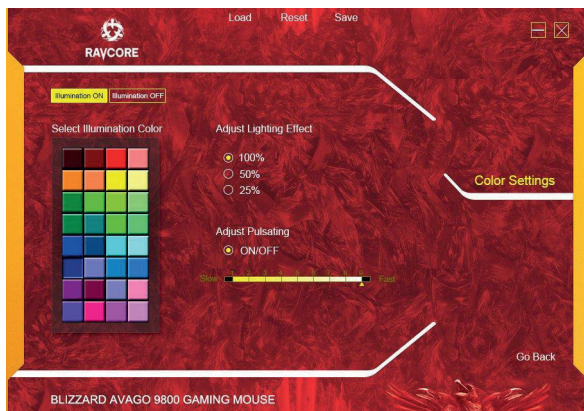 Load Reset Save
RAVCORE
Illumination ON Illumination OFF
Select Illumination Color
Adjust Lighting Effect
100%
50%
25%
Color Settings
Adjust Pulsating
ON/OFF
Slow Fast
Go Back
BLIZZARD AVAGO 9800 GAMING MOUSE